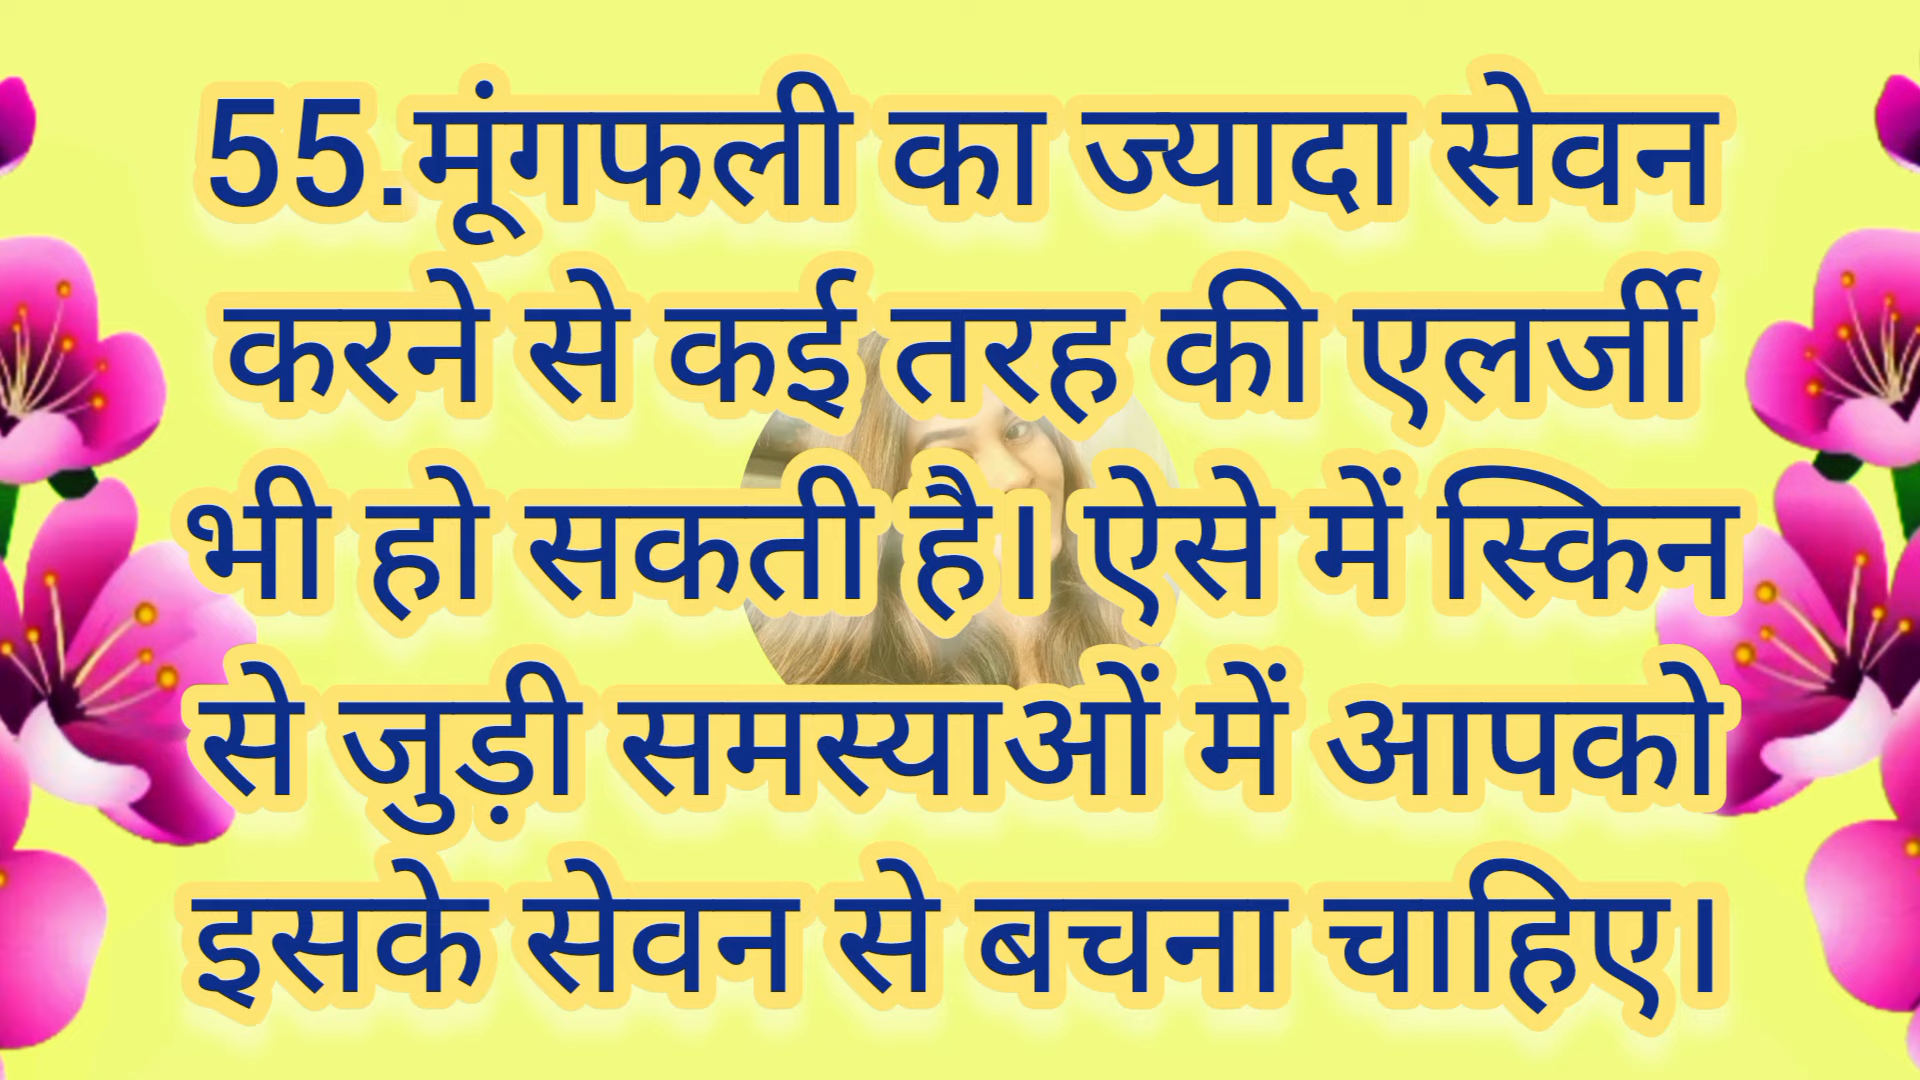 55.मूंगफली का ज्यादा सेवन
करने से कई तरह की एलर्जी
भी हो सकती है। ऐसे में स्किन
से जुड़ी समस्याओं में आपको
इसके सेवन से बचना चाहिए।